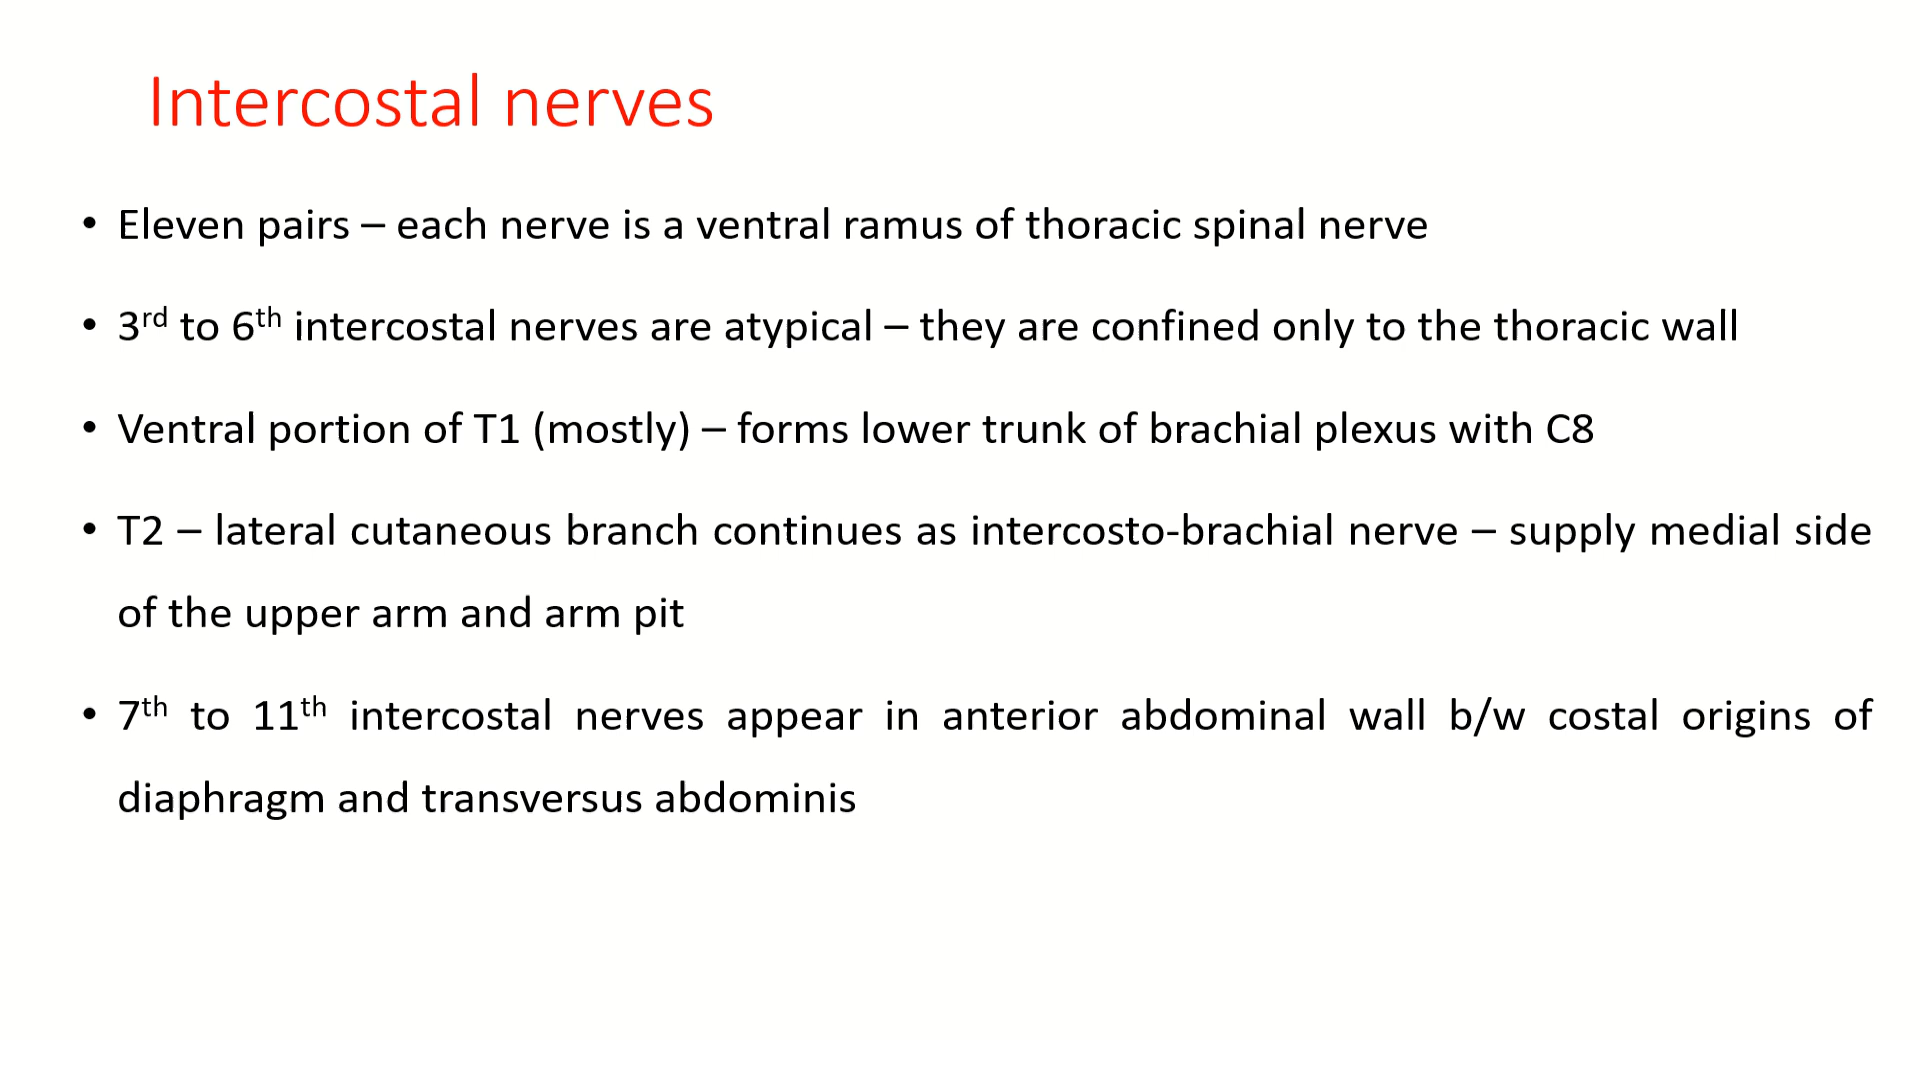 Intercostal nerves
• Eleven pairs – each nerve is a ventral ramus of thoracic spinal nerve
• 3rd to 6th intercostal nerves are atypical – they are confined only to the thoracic wall
• Ventral portion of T1 (mostly) – forms lower trunk of brachial plexus with C8
• T2 – lateral cutaneous branch continues as intercosto-brachial nerve – supply medial side
of the upper arm and arm pit
• 7th to 11th intercostal nerves appear in anterior abdominal wall b/w costal origins of
diaphragm and transversus abdominis